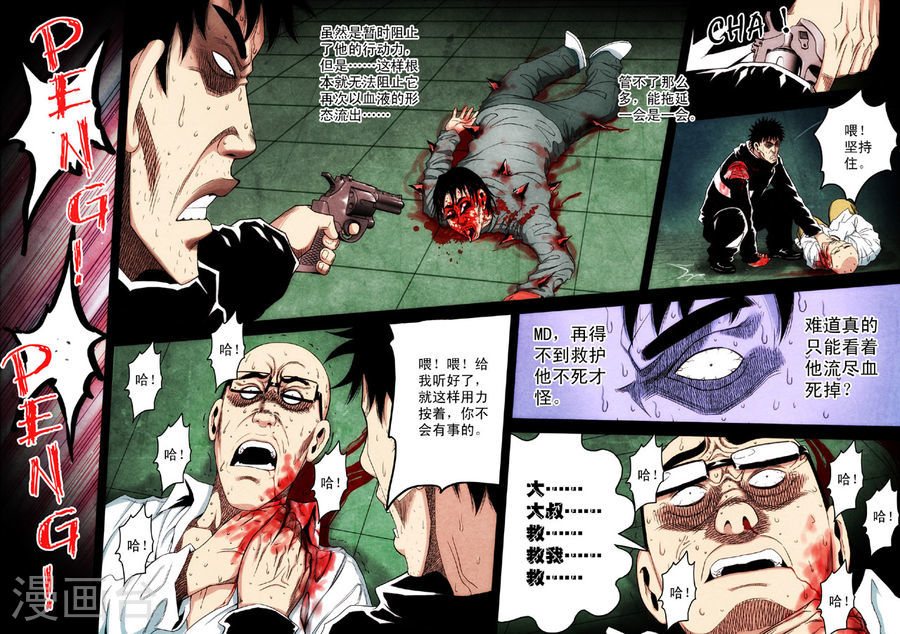 PENG!
PENG!
虽然是暂时阻止
了他的行动力，
但是……这样根
本就无法阻止它
再次以血液的形
态流出……
管不了那么
多，能拖延
一会是一会。
CHA！
喂！
坚持
住。
哈！
哈！
哈！
哈！
哈！
哈！
喂！喂！给
我听好了，
就这样用力
按着，你不
会有事的。
MD，再得
不到救护
他不死才
怪。
难道真的
只能看着
他流尽血
死掉？
大……
大叔……
救……
救我……
救……
哈！
哈！
哈！
哈！
哈！
漫画台